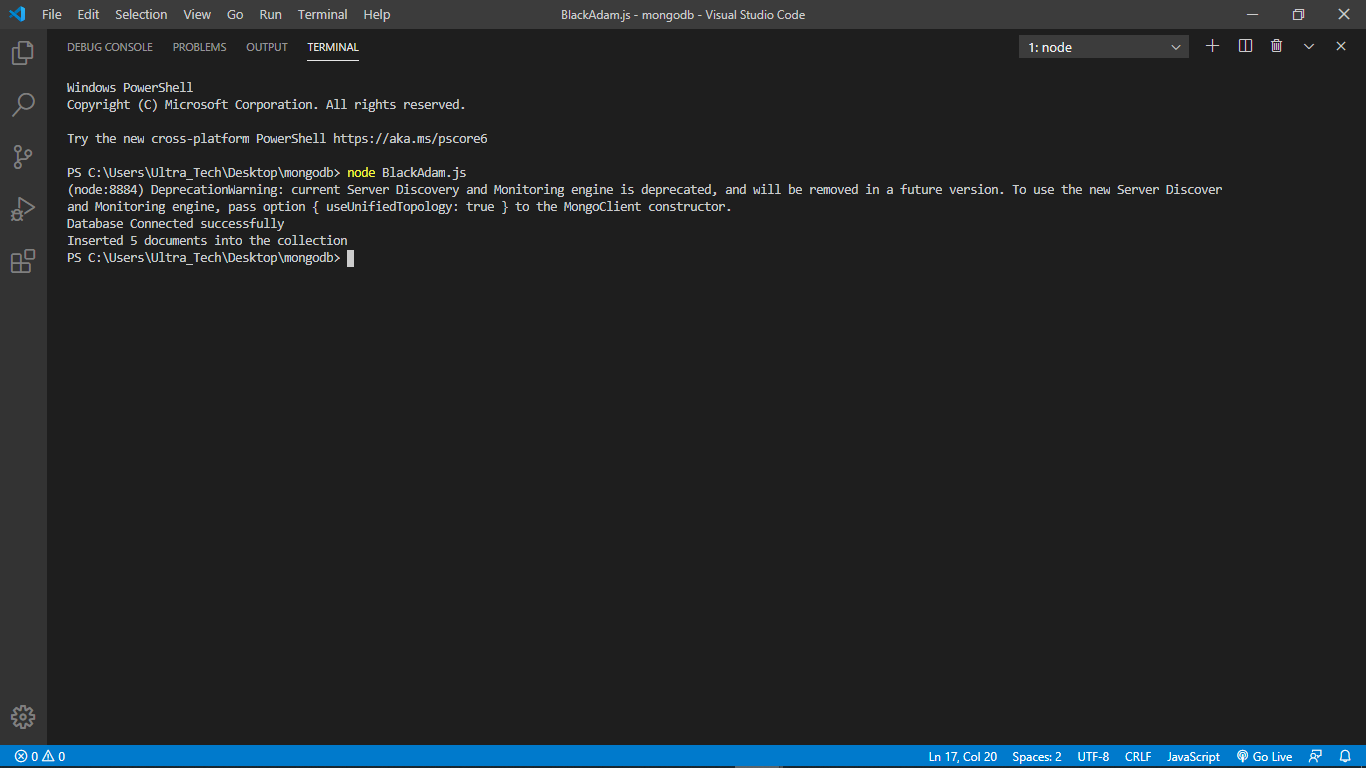 File Edit Selection View Go Run Terminal Help BlackAdam.js - mongodb - Visual Studio Code
DEBUG CONSOLE PROBLEMS OUTPUT TERMINAL 1: node
Windows PowerShell
Copyright (C) Microsoft Corporation. All rights reserved.
Try the new cross-platform PowerShell https://aka.ms/pscore6
PS C:\Users\Ultra_Tech\Desktop\mongodb> node BlackAdam.js
(node:8884) DeprecationWarning: current Server Discovery and Monitoring engine is deprecated, and will be removed in a future version. To use the new Server Discover
and Monitoring engine, pass option { useUnifiedTopology: true } to the MongoClient constructor.
Database Connected successfully
Inserted 5 documents into the collection
PS C:\Users\Ultra_Tech\Desktop\mongodb>
0 0 Ln 17, Col 20 Spaces: 2 UTF-8 CRLF JavaScript Go Live